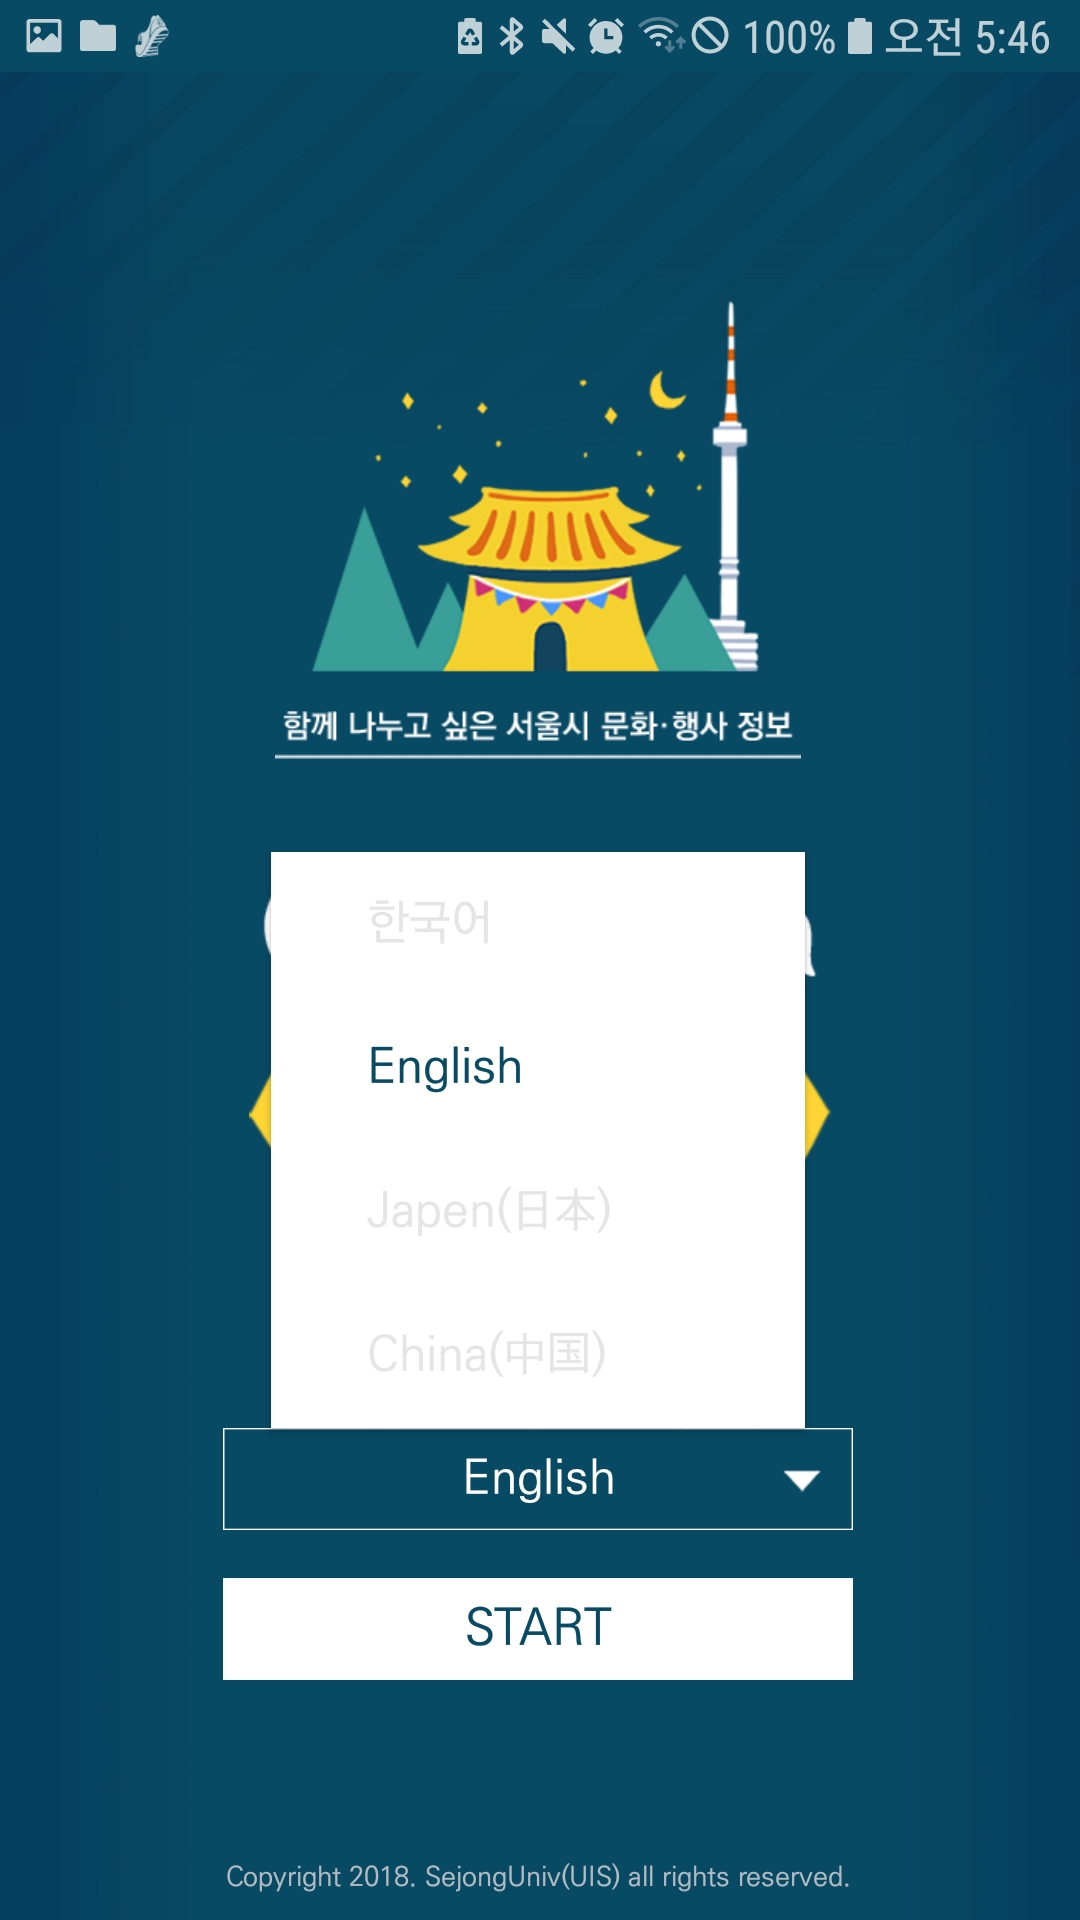 100% 오전 5:46
함께 나누고 싶은 서울시 문화·행사 정보
한국어
English
Japen(日本)
China(中国)
English
START
Copyright 2018. SejongUniv(UIS) all rights reserved.